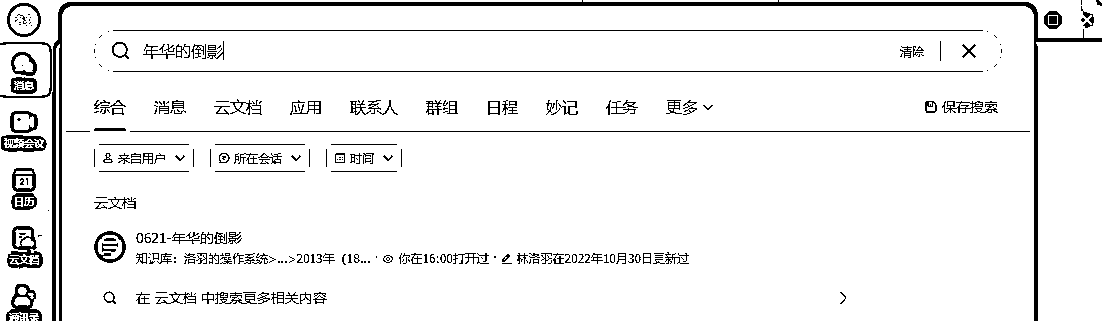 年华的倒影
清除
综合 消息 云文档 应用 联系人 群组 日程 妙记 任务 更多
保存搜索
来自用户 所在会话 时间
云文档
0621-年华的倒影
知识库：洛羽的操作系统>...>2013年（18... · 你在16:00打开过 · 林洛羽在2022年10月30日更新过
在 云文档 中搜索更多相关内容
消息
视频会议
21
日历
云文档